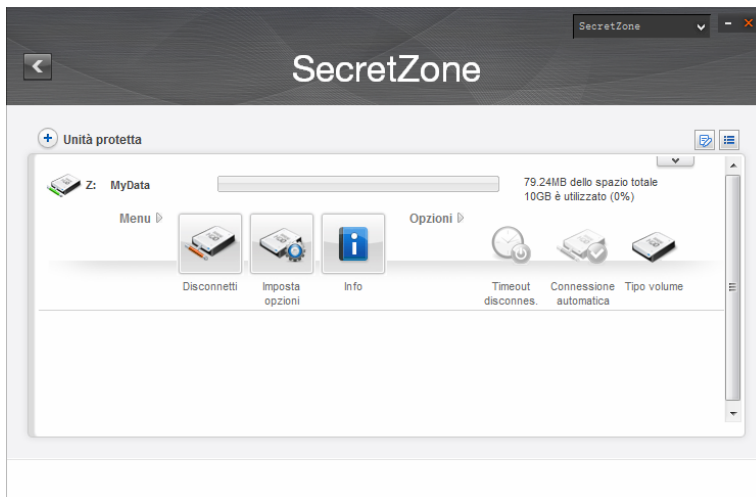 SecretZone
SecretZone
Unità protetta
Z: MyData
79.24MB dello spazio totale
10GB è utilizzato (0%)
Menu
Opzioni
Disconnetti
Imposta
opzioni
Info
Timeout
disconnes.
Connessione
automatica
Tipo volume